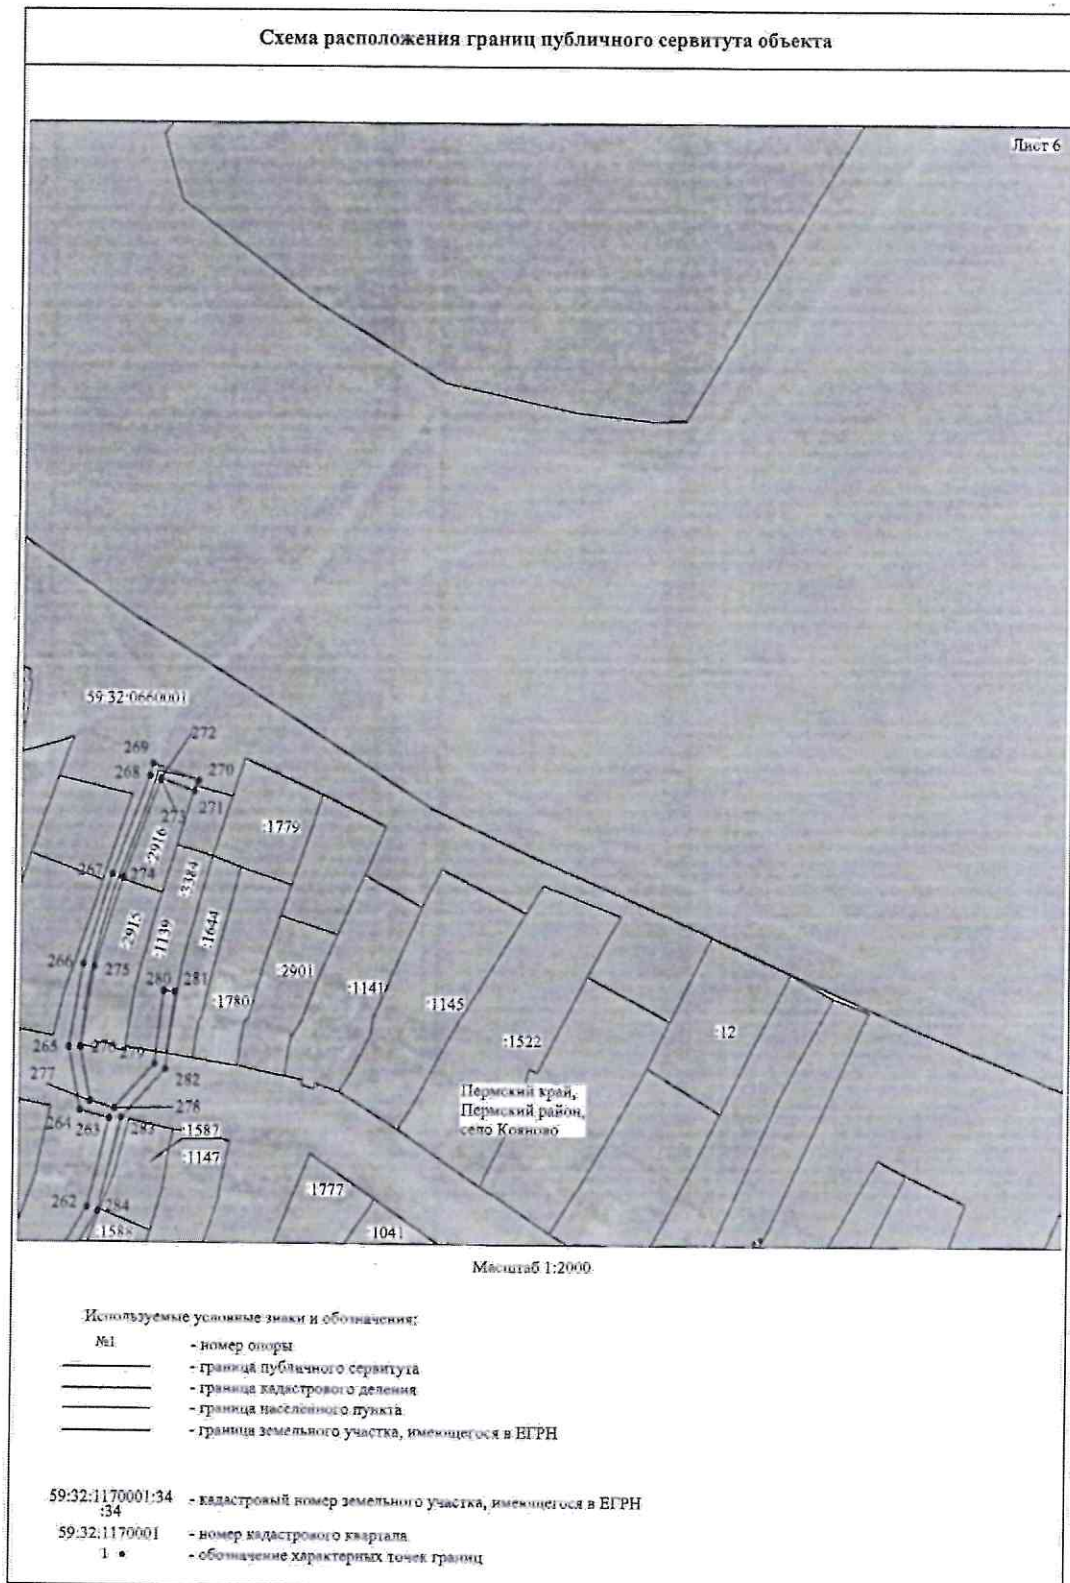 Схема расположения границ публичного сервитута объекта
Лист 6
59:32:0660001
272
269
268
270
271
273
:1779
:2916
267
274
:3384
:2915
:1139
:1644
266
275
280
281
:2901
:1780
:1141
:1145
:1522
:12
265
276
279
282
277
278
Пермский край,
Пермский район,
село Кояново
264
263
283
:1587
:1147
:1777
262
284
:1588
:1041
Масштаб 1:2000
Используемые условные знаки и обозначения:
№1 - номер опоры
- граница публичного сервитута
- граница кадастрового деления
- граница населённого пункта
- граница земельного участка, имеющегося в ЕГРН
59:32:1170001:34 - кадастровый номер земельного участка, имеющегося в ЕГРН
:34
59:32:1170001 - номер кадастрового квартала
1 • - обозначение характерных точек границ